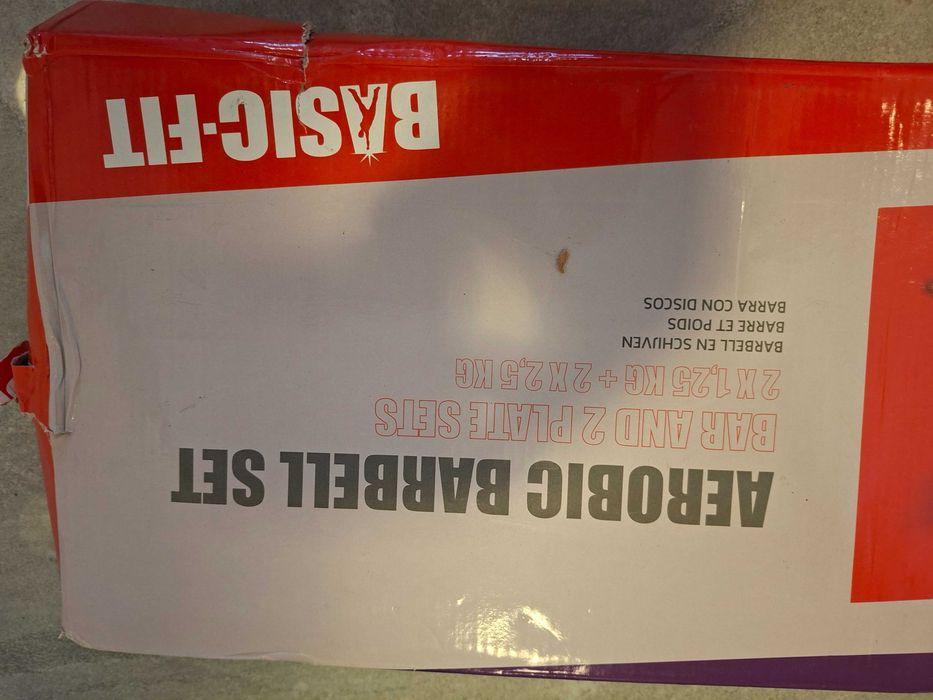 AEROBIC BARBELL SET
BAR AND 2 PLATE SETS
2 X 1,25 KG + 2 X 2,5 KG
BARBELL EN SCHIJVEN
BARRE ET POIDS
BARRA CON DISCOS
BASIC-FIT